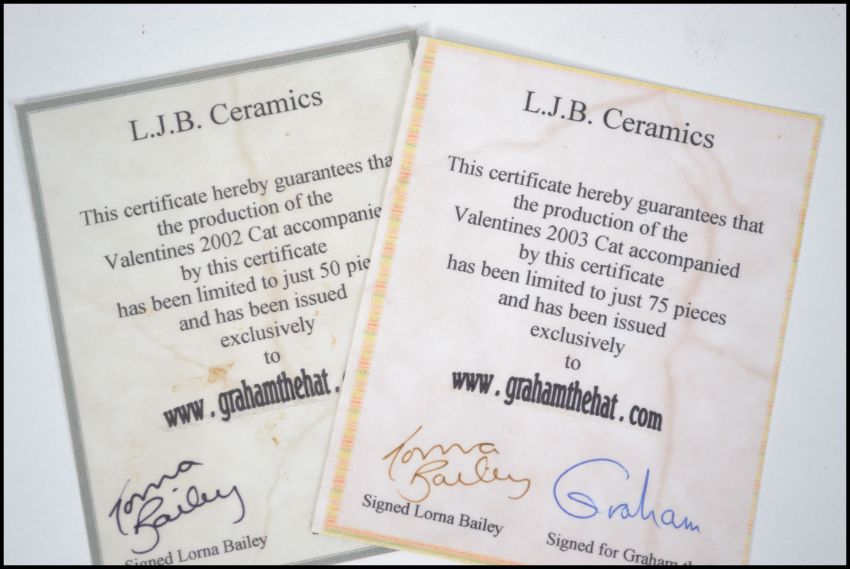 L.J.B. Ceramics
This certificate hereby guarantees tha
the production of the
Valentines 2002 Cat accompanie
by this certificate
has been limited to just 50 pie
and has been issued
exclusively
to
www.grahamthehat.
Lorna
Bailey
Signed Lorna Bailey
L.J.B. Ceramics
This certificate hereby guarantees that
the production of the
Valentines 2003 Cat accompanied
by this certificate
has been limited to just 75 pieces
and has been issued
exclusively
to
www.grahamthehat.com
Lorna
Bailey
Graham
Signed Lorna Bailey
Signed for Graham th